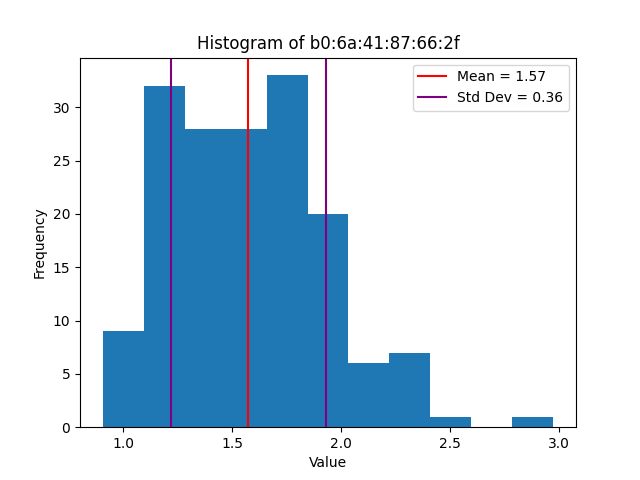 Histogram of b0:6a:41:87:66:2f
Mean = 1.57
Std Dev = 0.36
Frequency
30
25
20
15
10
5
0
1.0 1.5 2.0 2.5 3.0
Value